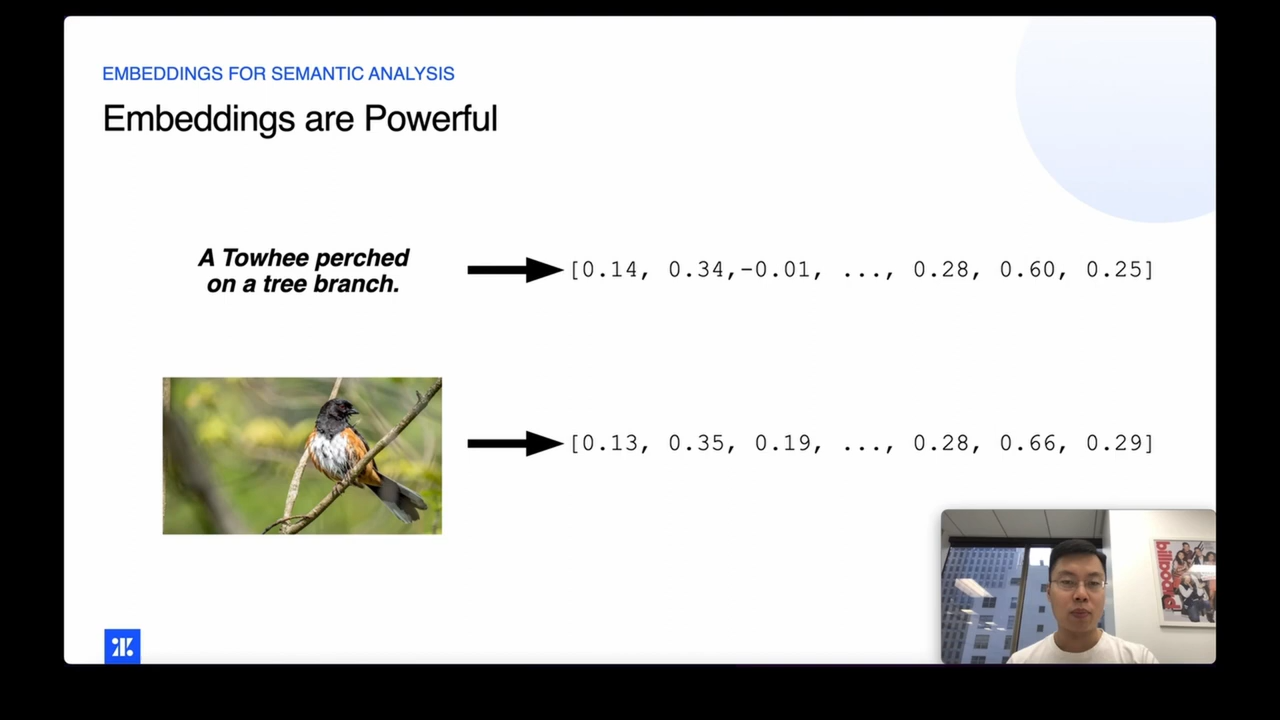 EMBEDDINGS FOR SEMANTIC ANALYSIS
Embeddings are Powerful
A Towhee perched
on a tree branch.
[0.14, 0.34,-0.01, ..., 0.28, 0.60, 0.25]
[0.13, 0.35, 0.19, ..., 0.28, 0.66, 0.29]
billboard